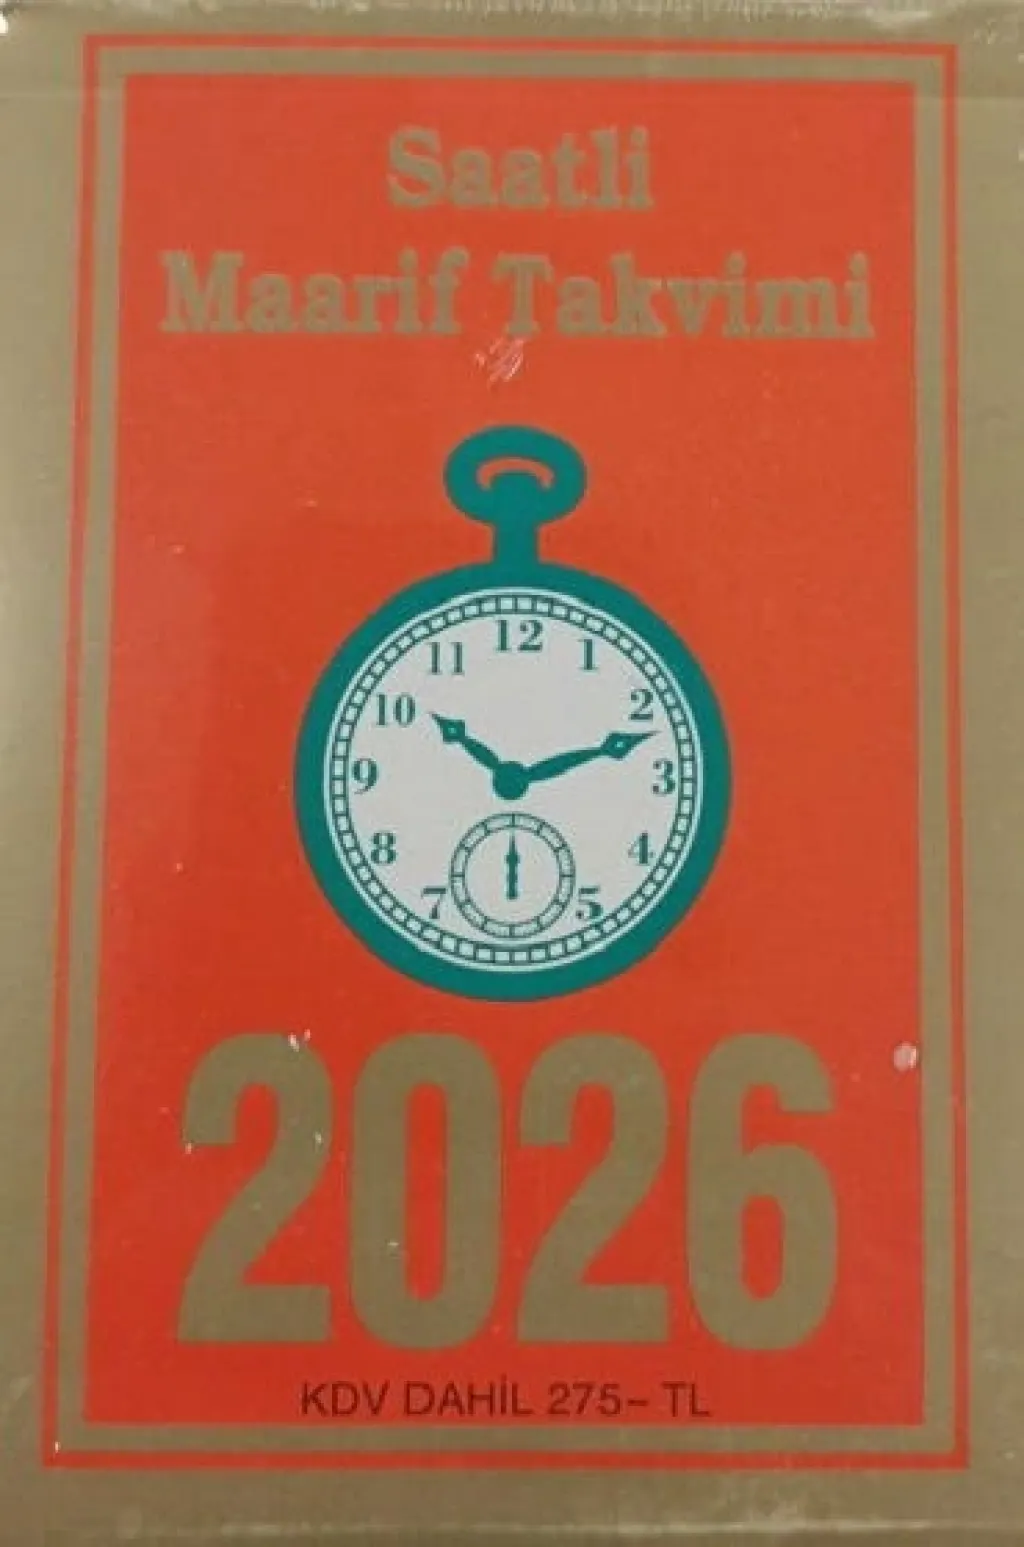 Saatli
Maarif Takvimi
12
11 1
10 2
9 3
8 4
7 5
2026
KDV DAHİL 275– TL